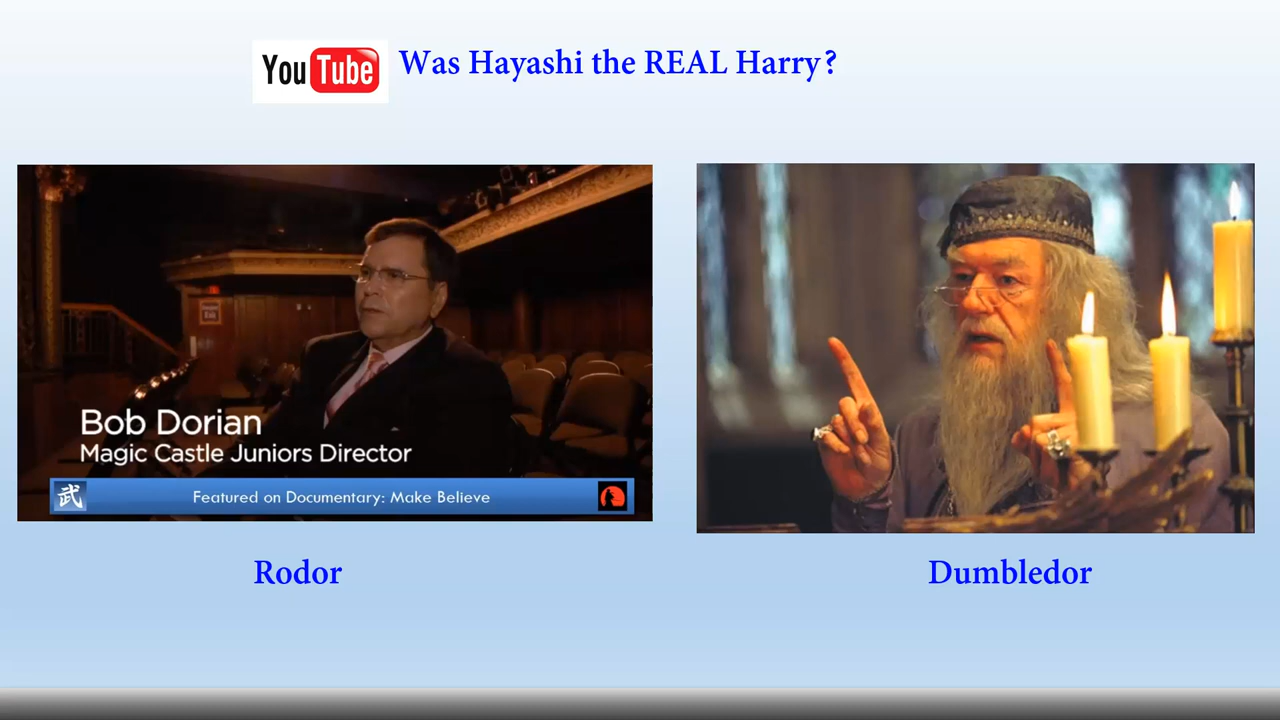 YouTube Was Hayashi the REAL Harry?
Bob Dorian
Magic Castle Juniors Director
武 Featured on Documentary: Make Believe
Rodor
Dumbledor